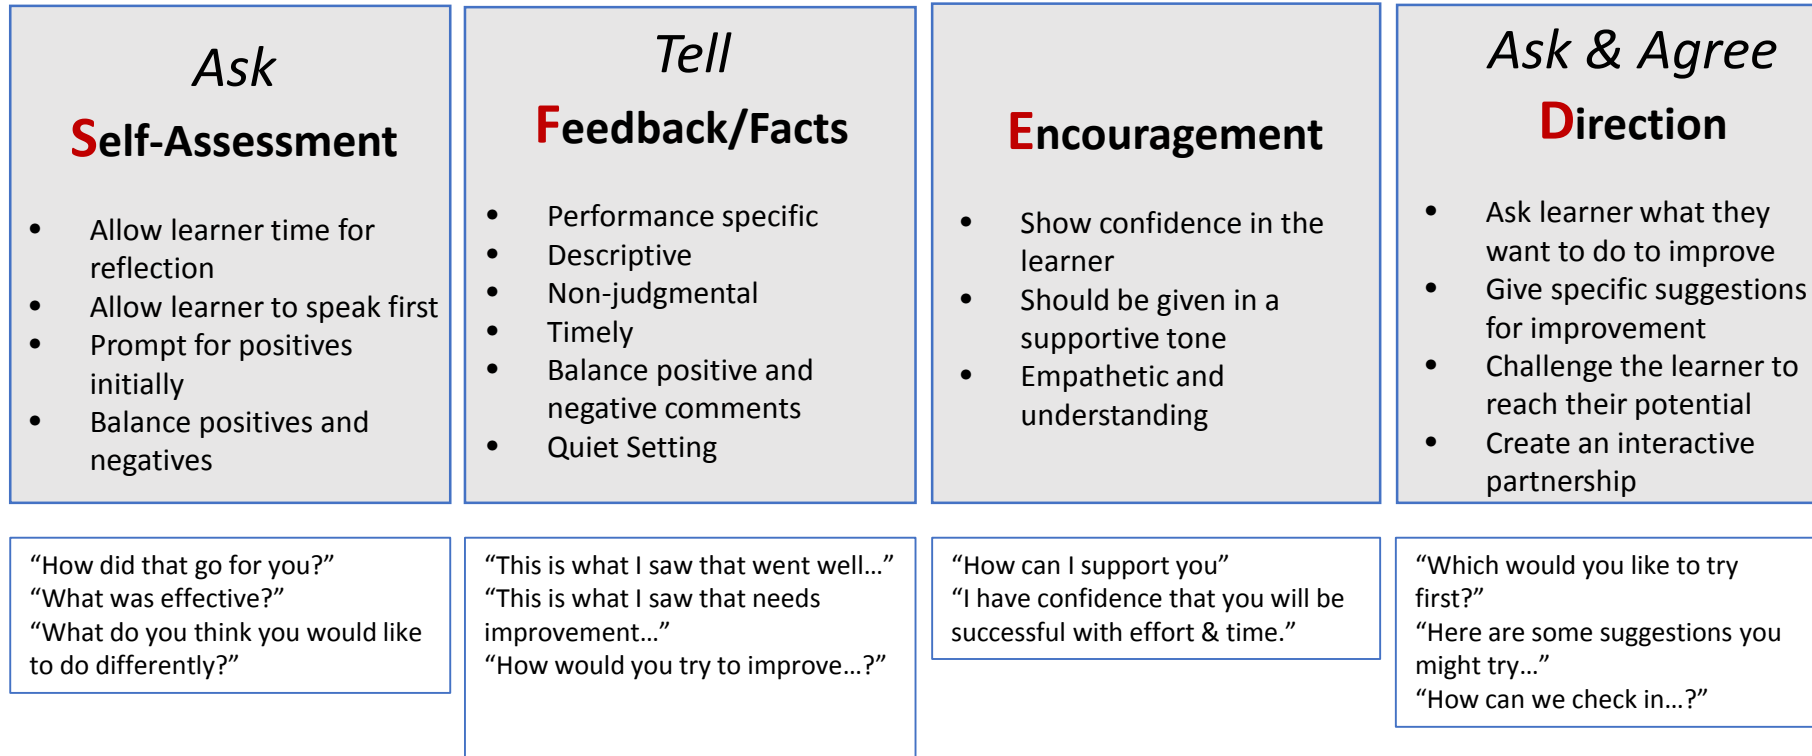 Ask
Self-Assessment
• Allow learner time for
reflection
• Allow learner to speak first
• Prompt for positives
initially
• Balance positives and
negatives
“How did that go for you?”
“What was effective?”
“What do you think you would like
to do differently?”
Tell
Feedback/Facts
• Performance specific
• Descriptive
• Non-judgmental
• Timely
• Balance positive and
negative comments
• Quiet Setting
“This is what I saw that went well…”
“This is what I saw that needs
improvement…”
“How would you try to improve…?”
Encouragement
• Show confidence in the
learner
• Should be given in a
supportive tone
• Empathetic and
understanding
“How can I support you”
“I have confidence that you will be
successful with effort & time.”
Ask & Agree
Direction
• Ask learner what they
want to do to improve
• Give specific suggestions
for improvement
• Challenge the learner to
reach their potential
• Create an interactive
partnership
“Which would you like to try
first?”
“Here are some suggestions you
might try…”
“How can we check in…?”